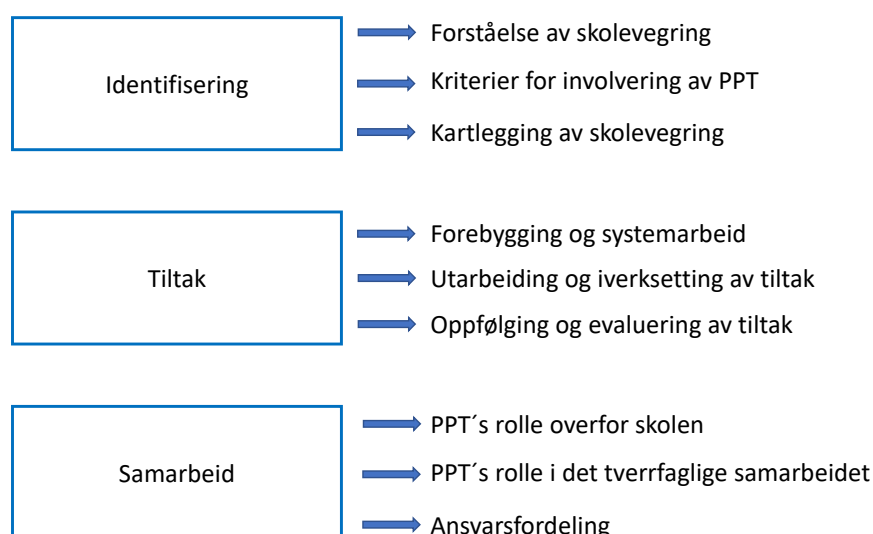 Identifisering
Forståelse av skolevegring
Kriterier for involvering av PPT
Kartlegging av skolevegring
Tiltak
Forebygging og systemarbeid
Utarbeiding og iverksetting av tiltak
Oppfølging og evaluering av tiltak
Samarbeid
PPT´s rolle overfor skolen
PPT´s rolle i det tverrfaglige samarbeidet
Ansvarsfordeling